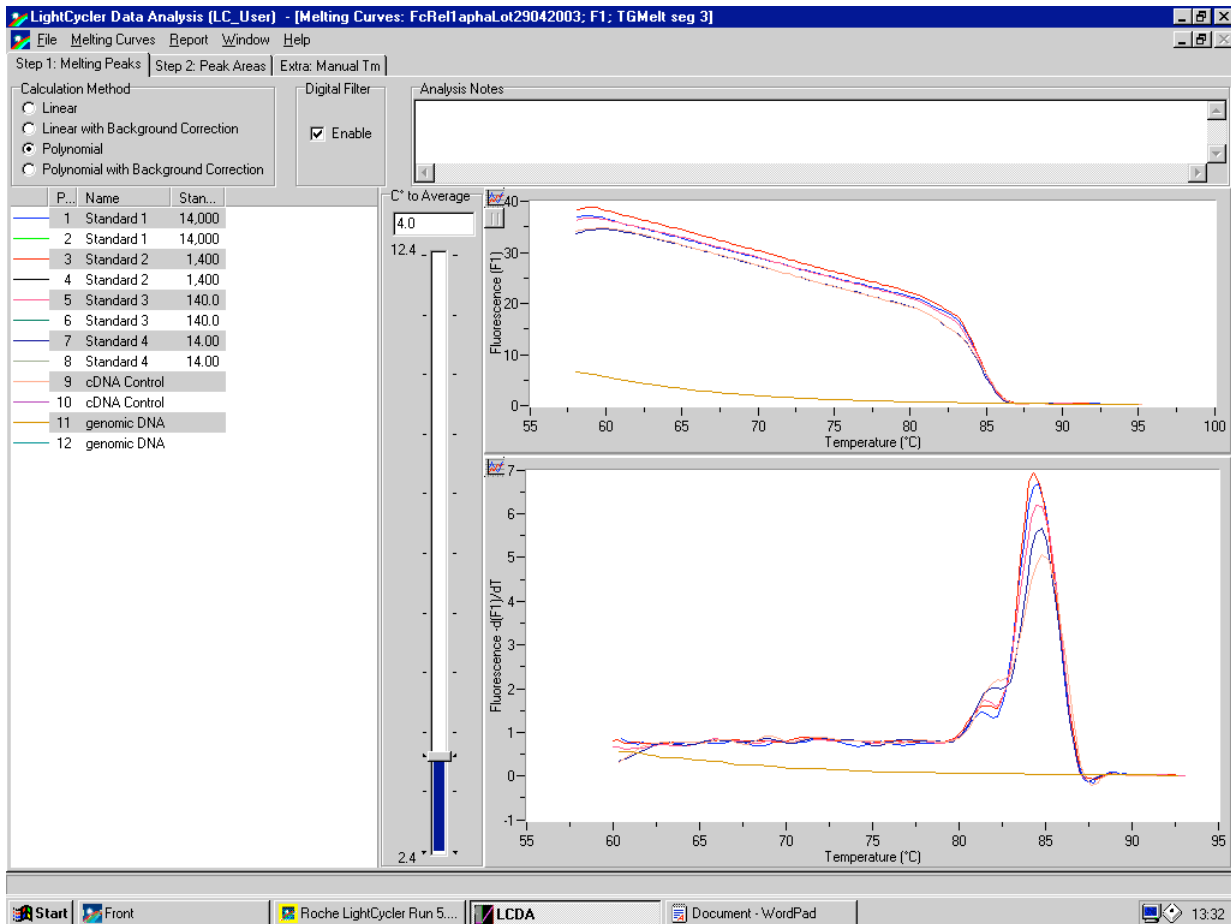 LightCycler Data Analysis (LC_User) - [Melting Curves: FcRel1aphaLot29042003; F1; TGMelt seg 3]
File Melting Curves Report Window Help
Step 1: Melting Peaks Step 2: Peak Areas Extra: Manual Tm
Calculation Method
Linear
Linear with Background Correction
Polynomial
Polynomial with Background Correction
Digital Filter
Enable
Analysis Notes
P... Name Stan...
1 Standard 1 14,000
2 Standard 1 14,000
3 Standard 2 1,400
4 Standard 2 1,400
5 Standard 3 140.0
6 Standard 3 140.0
7 Standard 4 14.00
8 Standard 4 14.00
9 cDNA Control
10 cDNA Control
11 genomic DNA
12 genomic DNA
C° to Average
4.0
12.4
2.4
40
30
20
10
0
Fluorescence (F1)
55 60 65 70 75 80 85 90 95 100
Temperature (°C)
7
6
5
4
3
2
1
0
-1
Fluorescence -d(F1)/dT
55 60 65 70 75 80 85 90 95
Temperature (°C)
Start Front Roche LightCycler Run 5.... LCDA Document - WordPad 13:32